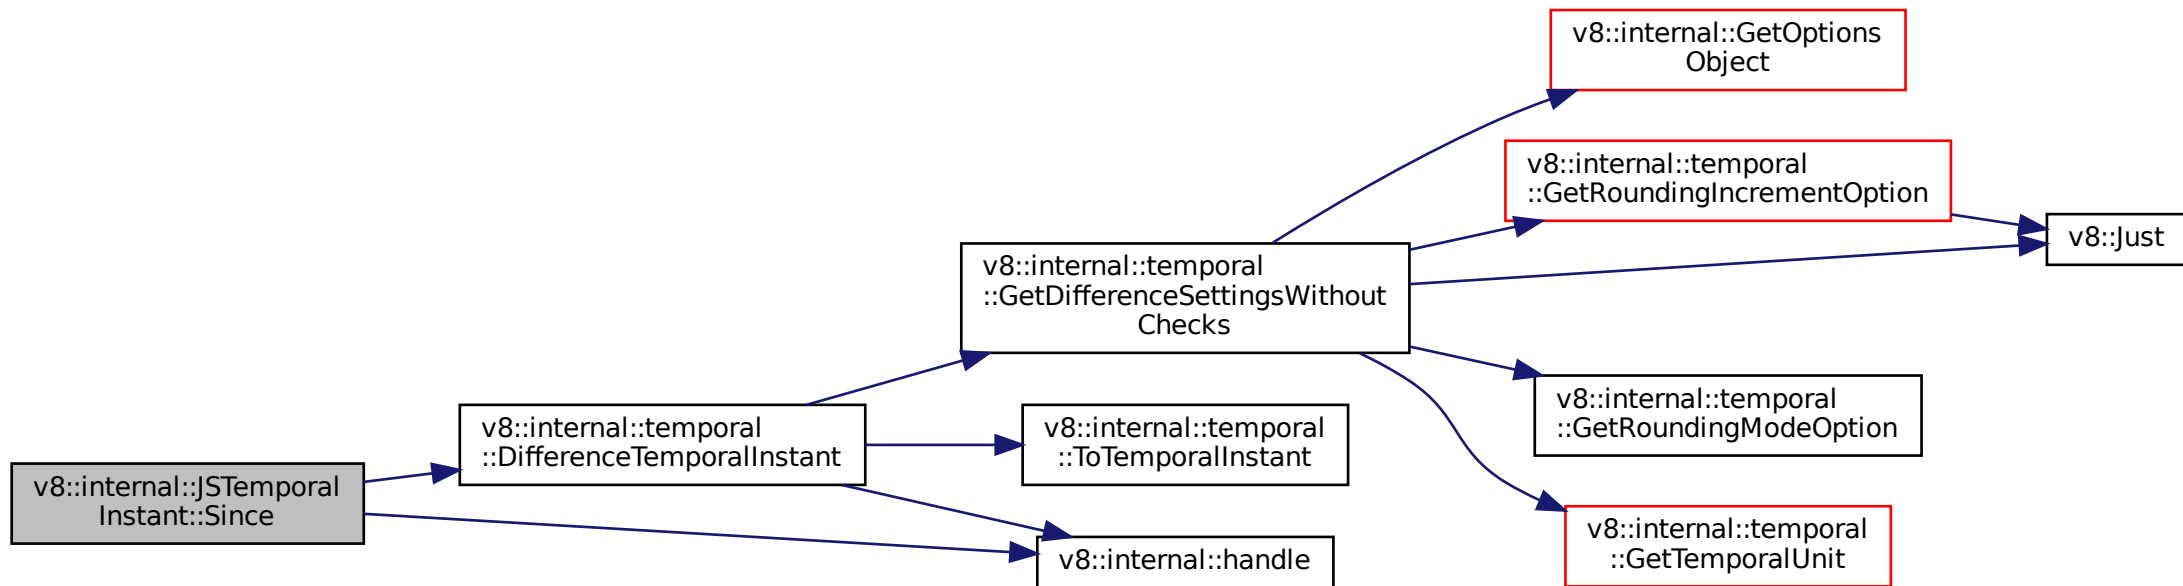 v8::internal::JSTemporal
Instant::Since
v8::internal::temporal
::DifferenceTemporalInstant
v8::internal::temporal
::GetDifferenceSettingsWithout
Checks
v8::internal::temporal
::ToTemporalInstant
v8::internal::handle
v8::internal::GetOptions
Object
v8::internal::temporal
::GetRoundingIncrementOption
v8::Just
v8::internal::temporal
::GetRoundingModeOption
v8::internal::temporal
::GetTemporalUnit